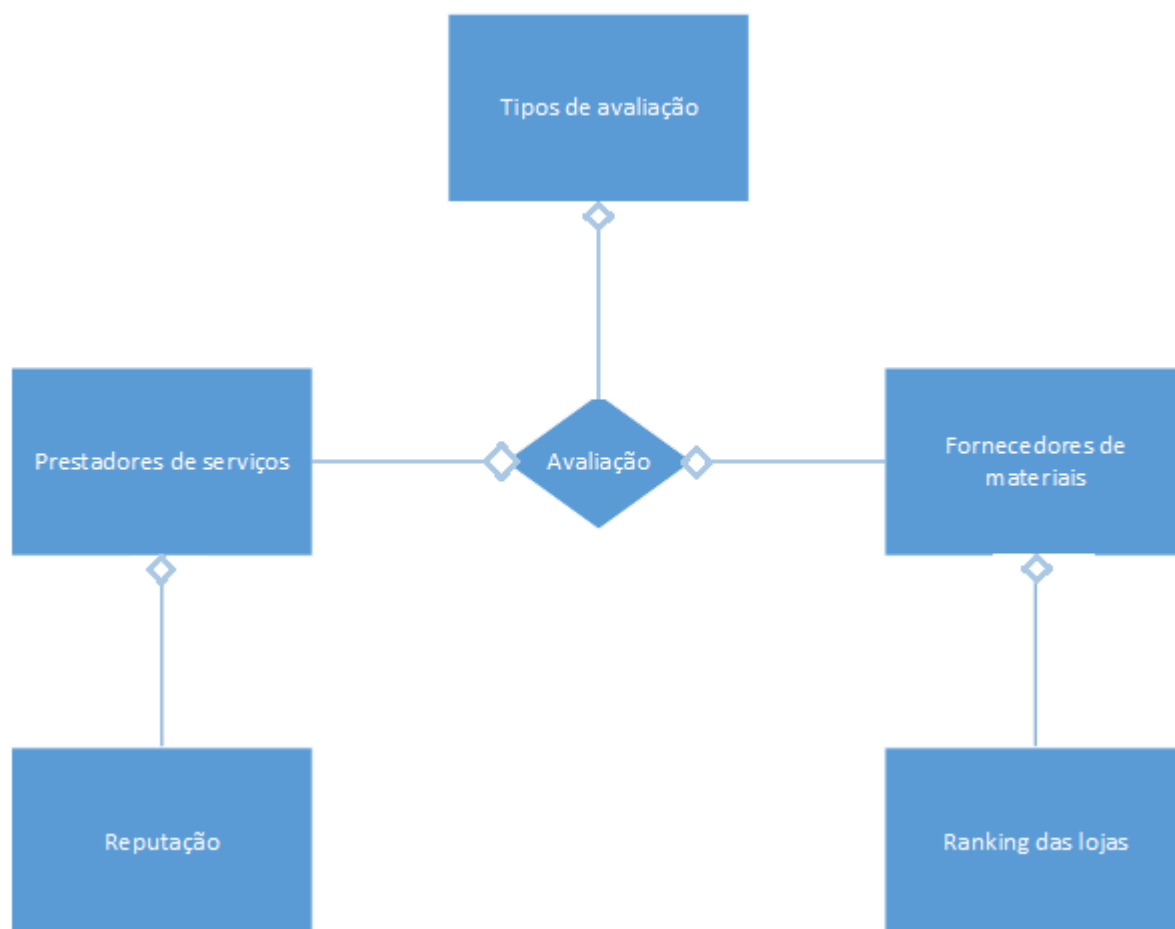 Tipos de avaliação
Prestadores de serviços
Avaliação
Fornecedores de
materiais
Reputação
Ranking das lojas